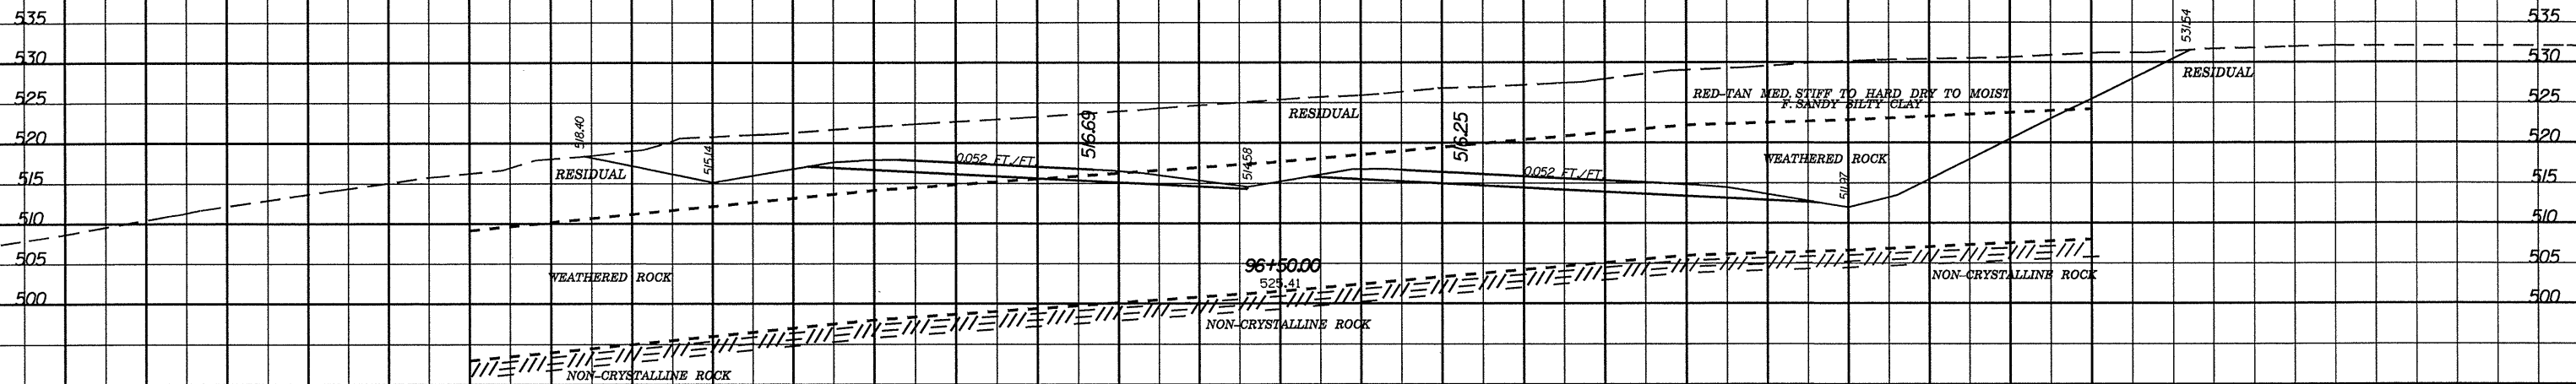 535 535
531.54
530 530
RESIDUAL
525 525
RED-TAN MED. STIFF TO HARD DRY TO MOIST
F. SANDY SILTY CLAY
RESIDUAL
518.40
516.69
516.25
520 520
515.14
514.58
0.052 FT./FT.
WEATHERED ROCK
515 515
RESIDUAL
0.052 FT./FT.
511.97
510 510
505 505
96+50.00
525.41
WEATHERED ROCK
NON-CRYSTALLINE ROCK
500 500
NON-CRYSTALLINE ROCK
NON-CRYSTALLINE ROCK